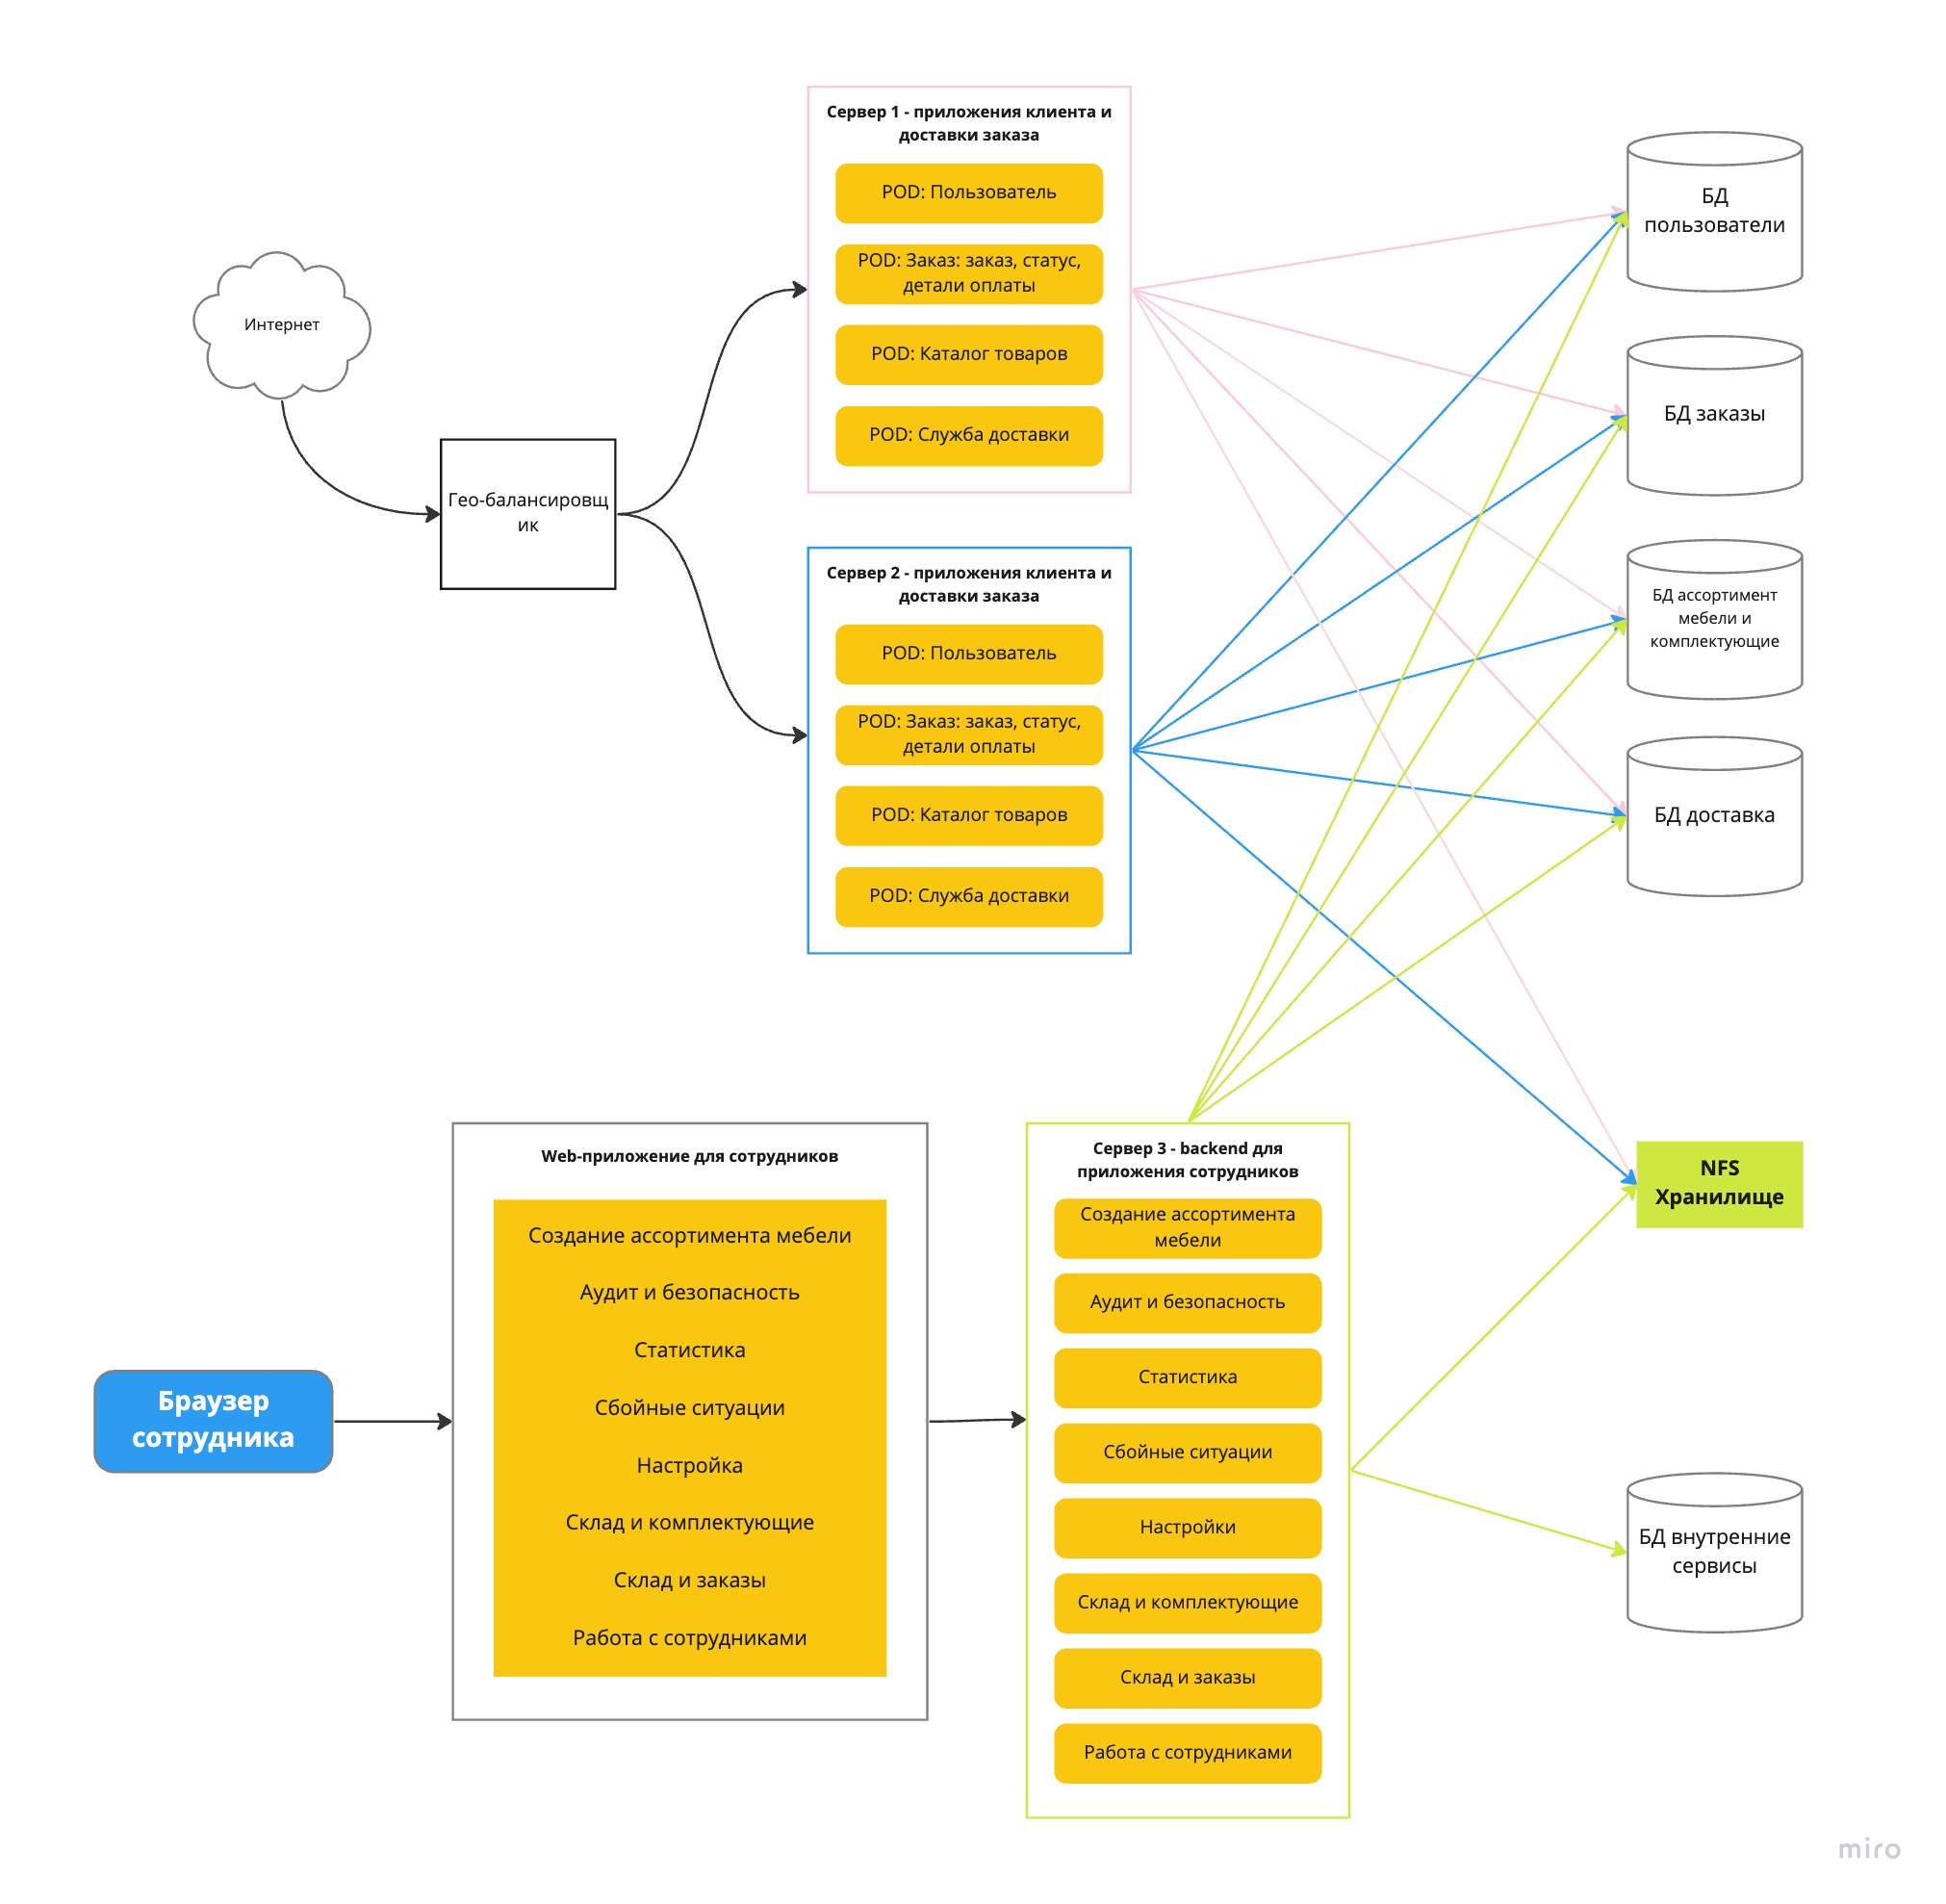 Интернет
Гео-балансировщ
ик
Сервер 1 - приложения клиента и
доставки заказа
POD: Пользователь
POD: Заказ: заказ, статус,
детали оплаты
POD: Каталог товаров
POD: Служба доставки
Сервер 2 - приложения клиента и
доставки заказа
POD: Пользователь
POD: Заказ: заказ, статус,
детали оплаты
POD: Каталог товаров
POD: Служба доставки
БД
пользователи
БД заказы
БД ассортимент
мебели и
комплектующие
БД доставка
Браузер
сотрудника
Web-приложение для сотрудников
Создание ассортимента мебели
Аудит и безопасность
Статистика
Сбойные ситуации
Настройка
Склад и комплектующие
Склад и заказы
Работа с сотрудниками
Сервер 3 - backend для
приложения сотрудников
Создание ассортимента
мебели
Аудит и безопасность
Статистика
Сбойные ситуации
Настройки
Склад и комплектующие
Склад и заказы
Работа с сотрудниками
NFS
Хранилище
БД внутренние
сервисы
miro